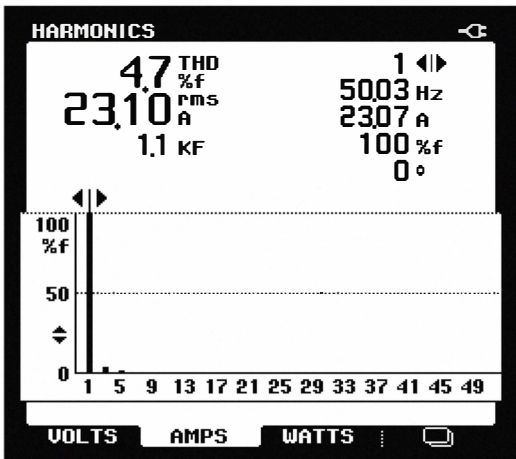 HARMONICS
4.7 THD %f
23.10 rms A
1.1 KF
1
50.03 Hz
23.07 A
100 %f
0 °
100
%f
50
0
1 5 9 13 17 21 25 29 33 37 41 45 49
VOLTS AMPS WATTS